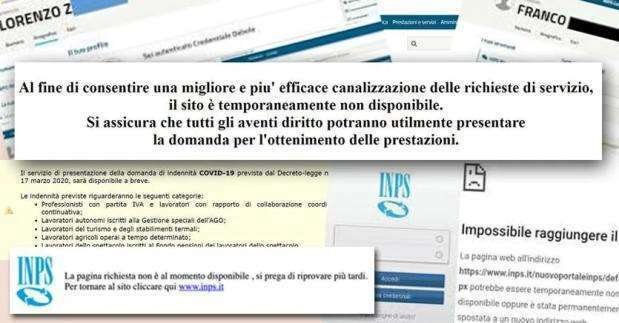 LORENZO Z
Il tuo profilo
Sei autenticato Credenziale Debole
Prestazioni e servizi
FRANCO
Al fine di consentire una migliore e piu' efficace canalizzazione delle richieste di servizio,
il sito è temporaneamente non disponibile.
Si assicura che tutti gli aventi diritto potranno utilmente presentare
la domanda per l'ottenimento delle prestazioni.
Il servizio di presentazione della domanda di indennità COVID-19 prevista dal Decreto-legge n
17 marzo 2020, sarà disponibile a breve.
Le indennità previste riguarderanno le seguenti categorie:
• Professionisti con partita IVA e lavoratori con rapporto di collaborazione coordi
continuativa;
• Lavoratori autonomi iscritti alla Gestione speciali dell'AGO;
• Lavoratori del turismo e degli stabilimenti termali;
• Lavoratori agricoli operai a tempo determinato;
• Lavoratori dello spettacolo iscritti al Fondo pensioni dei lavoratori dello spettacolo
INPS
Accedi
INPS
La pagina richiesta non è al momento disponibile , si prega di riprovare più tardi.
Per tornare al sito cliccare qui www.inps.it
Impossibile raggiungere il
La pagina web all'indirizzo
https://www.inps.it/nuovoportaleinps/def
px potrebbe essere temporaneamente non
disponibile oppure è stata permanentemen
spostata a un nuovo indirizzo web